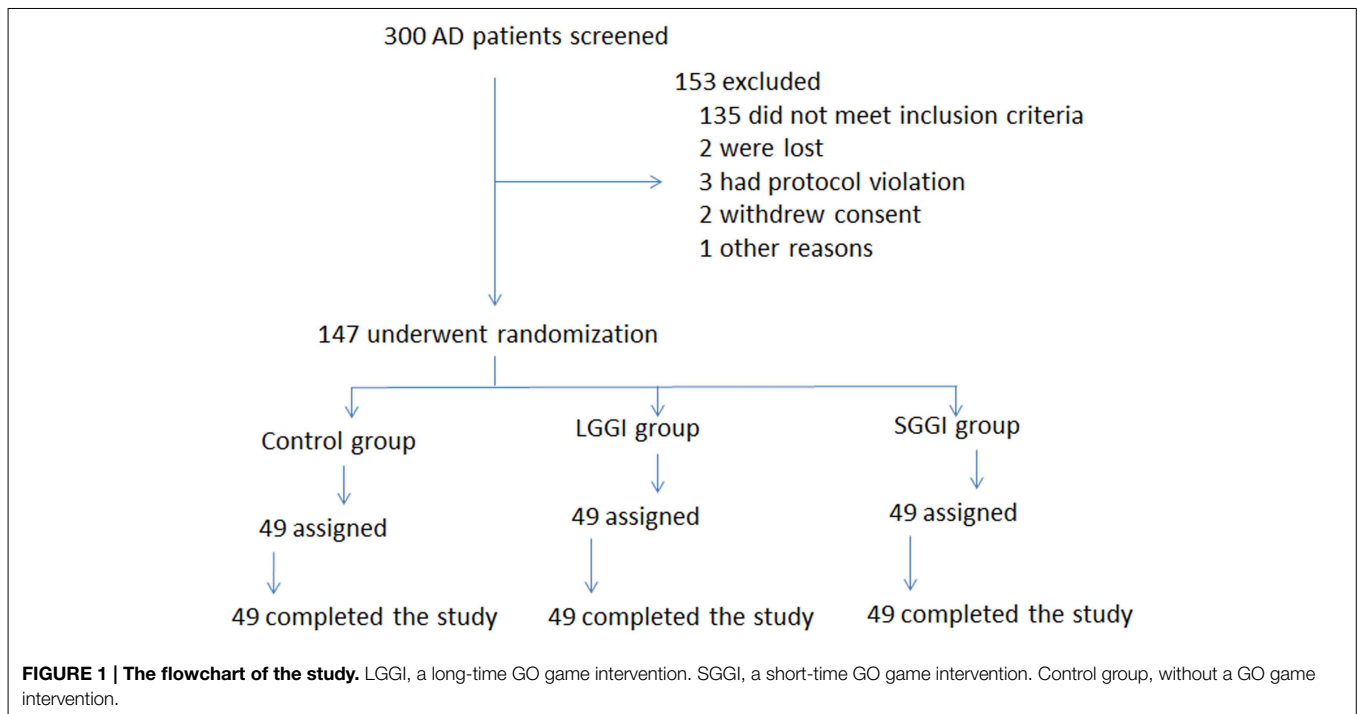 300 AD patients screened
153 excluded
135 did not meet inclusion criteria
2 were lost
3 had protocol violation
2 withdrew consent
1 other reasons
147 underwent randomization
Control group
LGGI group
SGGI group
49 assigned
49 assigned
49 assigned
49 completed the study
49 completed the study
49 completed the study
FIGURE 1 | The flowchart of the study. LGGI, a long-time GO game intervention. SGGI, a short-time GO game intervention. Control group, without a GO game
intervention.